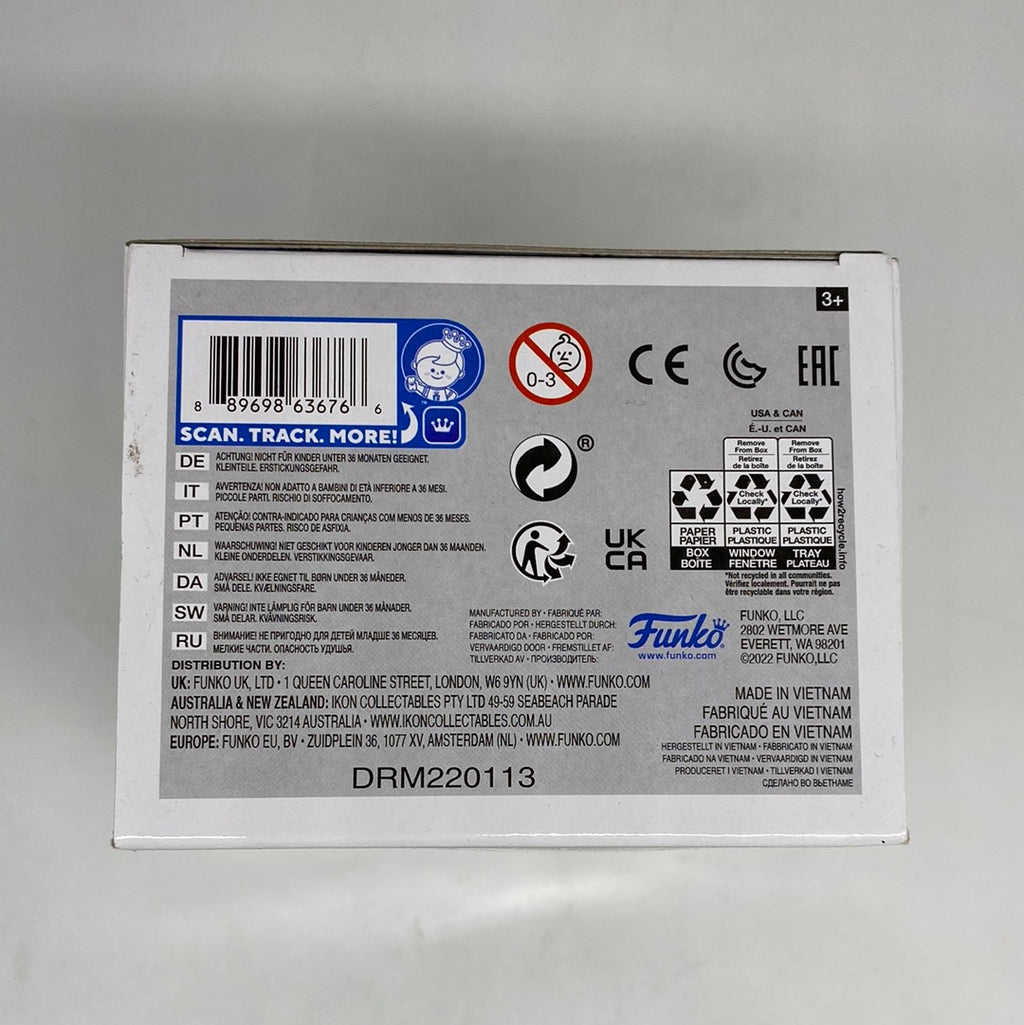 3+
8 89698 63676 6
SCAN. TRACK. MORE!
0-3
CE
EAC
®
UK
CA
USA & CAN
É.-U. et CAN
Remove From Box
Retirez de la boîte
Remove From Box
Retirez de la boîte
Check Locally*
Check Locally*
PAPER PAPIER
PLASTIC PLASTIQUE
PLASTIC PLASTIQUE
BOX BOÎTE
WINDOW FENÊTRE
TRAY PLATEAU
how2recycle.info
*Not recycled in all communities.
Vérifiez localement. Pourrait ne pas
être recyclable dans votre région.
DE ACHTUNG! NICHT FÜR KINDER UNTER 36 MONATEN GEEIGNET.
KLEINTEILE. ERSTICKUNGSGEFAHR.
IT AVVERTENZA! NON ADATTO A BAMBINI DI ETÀ INFERIORE A 36 MESI.
PICCOLE PARTI. RISCHIO DI SOFFOCAMENTO.
PT ATENÇÃO! CONTRA-INDICADO PARA CRIANÇAS COM MENOS DE 36 MESES.
PEQUENAS PARTES. RISCO DE ASFIXIA.
NL WAARSCHUWING! NIET GESCHIKT VOOR KINDEREN JONGER DAN 36 MAANDEN.
KLEINE ONDERDELEN. VERSTIKKINGSGEVAAR.
DA ADVARSEL! IKKE EGNET TIL BØRN UNDER 36 MÅNEDER.
SMÅ DELE. KVÆLNINGSFARE.
SW VARNING! INTE LÄMPLIG FÖR BARN UNDER 36 MÅNADER.
SMÅ DELAR. KVÄVNINGSRISK.
RU ВНИМАНИЕ! НЕ ПРИГОДНО ДЛЯ ДЕТЕЙ МЛАДШЕ 36 МЕСЯЦЕВ.
МЕЛКИЕ ЧАСТИ. ОПАСНОСТЬ УДУШЬЯ.
MANUFACTURED BY • FABRIQUÉ PAR:
FABRICADO POR • HERGESTELLT DURCH:
FABBRICATO DA • FABRICADO POR:
VERVAARDIGD DOOR • FREMSTILLET AF:
TILLVERKAD AV • ПРОИЗВОДИТЕЛЬ:
Funko
www.funko.com
FUNKO, LLC
2802 WETMORE AVE
EVERETT, WA 98201
©2022 FUNKO,LLC
DISTRIBUTION BY:
UK: FUNKO UK, LTD • 1 QUEEN CAROLINE STREET, LONDON, W6 9YN (UK) • WWW.FUNKO.COM
AUSTRALIA & NEW ZEALAND: IKON COLLECTABLES PTY LTD 49-59 SEABEACH PARADE
NORTH SHORE, VIC 3214 AUSTRALIA • WWW.IKONCOLLECTABLES.COM.AU
EUROPE: FUNKO EU, BV • ZUIDPLEIN 36, 1077 XV, AMSTERDAM (NL) • WWW.FUNKO.COM
MADE IN VIETNAM
FABRIQUÉ AU VIETNAM
FABRICADO EN VIETNAM
HERGESTELLT IN VIETNAM • FABBRICATO IN VIETNAM
FABRICADO NA VIETNAM • VERVAARDIGD IN VIETNAM
PRODUCERET I VIETNAM • TILLVERKAD I VIETNAM
СДЕЛАНО ВО ВЬЕТНАМЕ
DRM220113